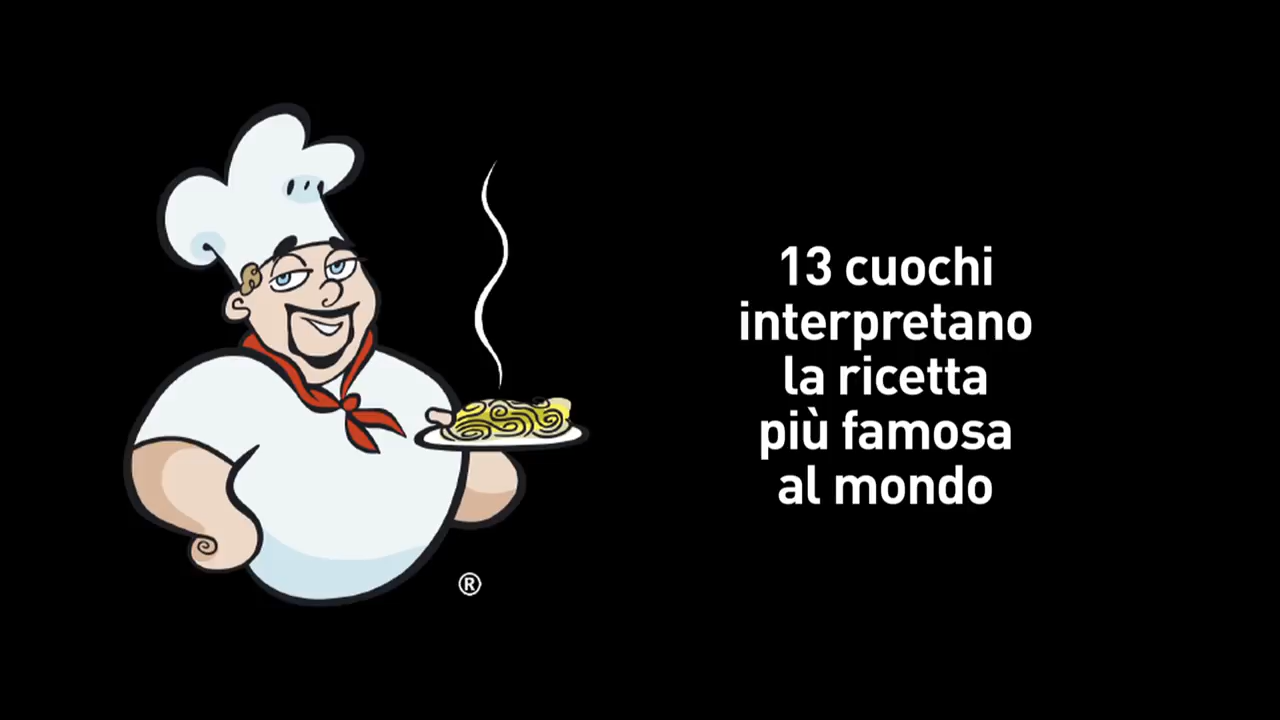 13 cuochi
interpretano
la ricetta
più famosa
al mondo
®